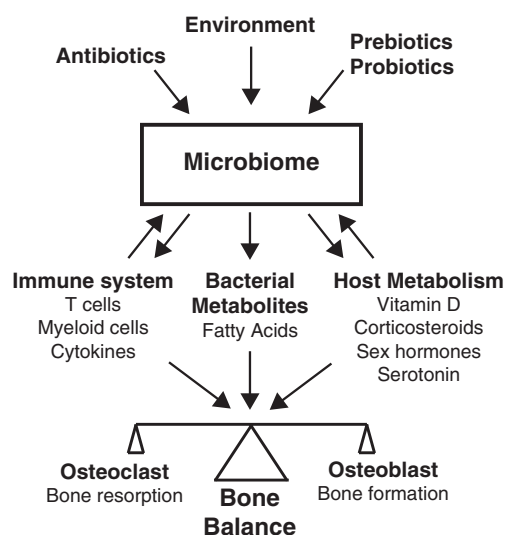 Environment
Antibiotics
Prebiotics
Probiotics
Microbiome
Immune system
T cells
Myeloid cells
Cytokines
Bacterial
Metabolites
Fatty Acids
Host Metabolism
Vitamin D
Corticosteroids
Sex hormones
Serotonin
Osteoclast
Bone resorption
Bone
Balance
Osteoblast
Bone formation